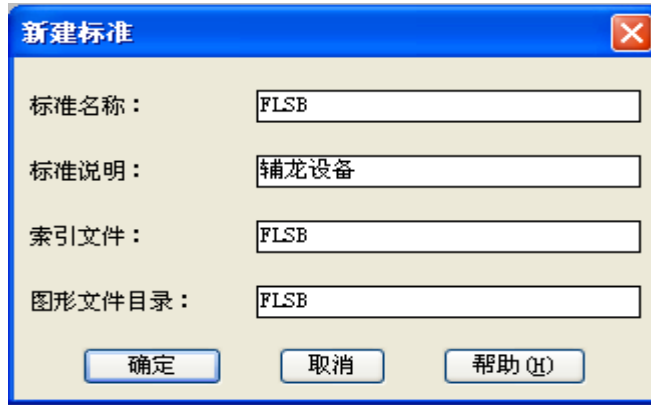 新建标准
标准名称： FLSB
标准说明： 辅龙设备
索引文件： FLSB
图形文件目录： FLSB
确定 取消 帮助(H)